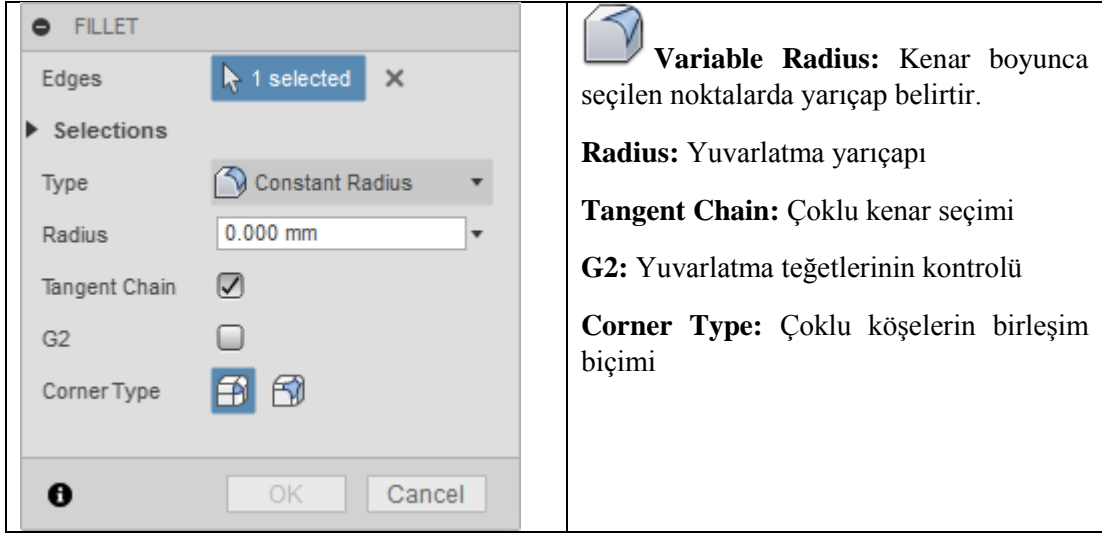 FILLET
Edges 1 selected
Selections
Type Constant Radius
Radius 0.000 mm
Tangent Chain
G2
Corner Type
OK Cancel
Variable Radius: Kenar boyunca
seçilen noktalarda yarıçap belirtir.
Radius: Yuvarlatma yarıçapı
Tangent Chain: Çoklu kenar seçimi
G2: Yuvarlatma teğetlerinin kontrolü
Corner Type: Çoklu köşelerin birleşim
biçimi